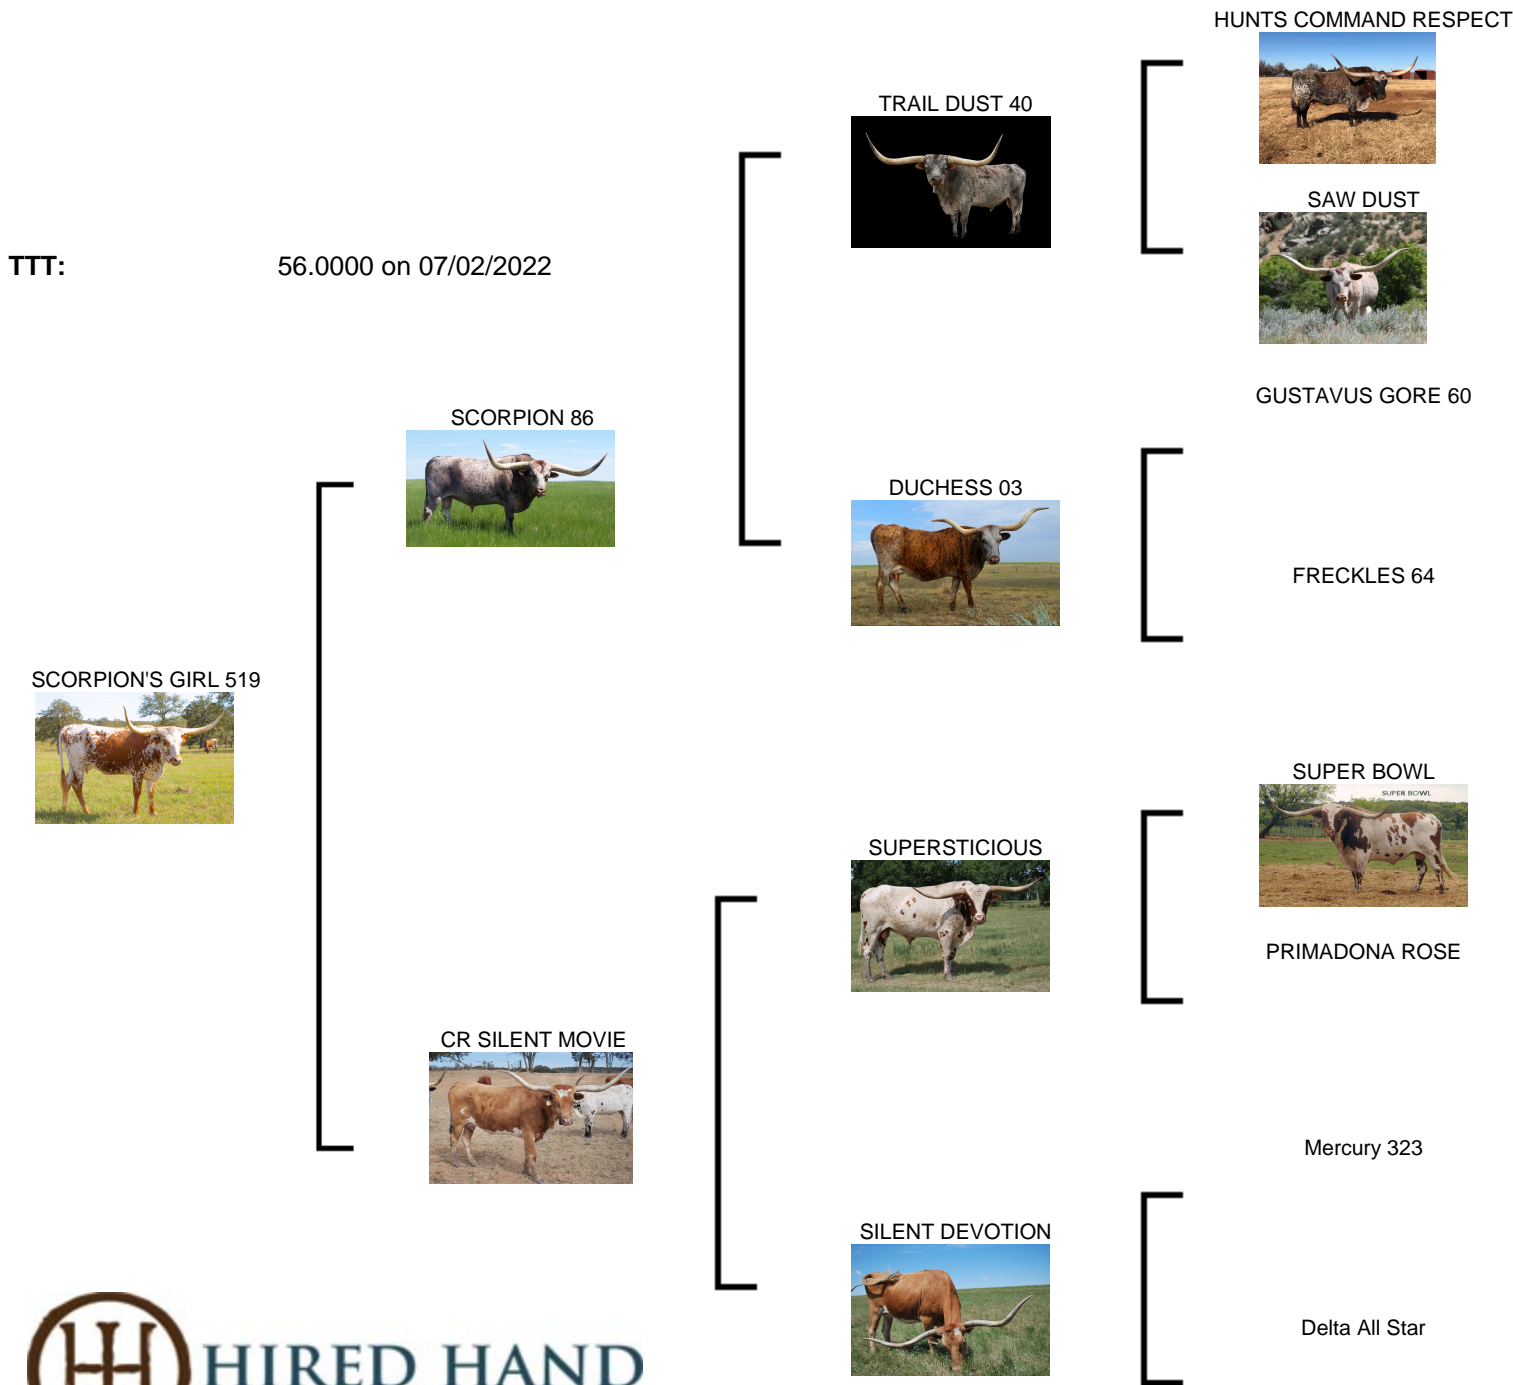 HUNTS COMMAND RESPECT
TRAIL DUST 40
SAW DUST
TTT: 56.0000 on 07/02/2022
GUSTAVUS GORE 60
SCORPION 86
DUCHESS 03
FRECKLES 64
SCORPION'S GIRL 519
SUPER BOWL
SUPER BOWL
SUPERSTICIOUS
PRIMADONA ROSE
CR SILENT MOVIE
Mercury 323
SILENT DEVOTION
Delta All Star
HIRED HAND